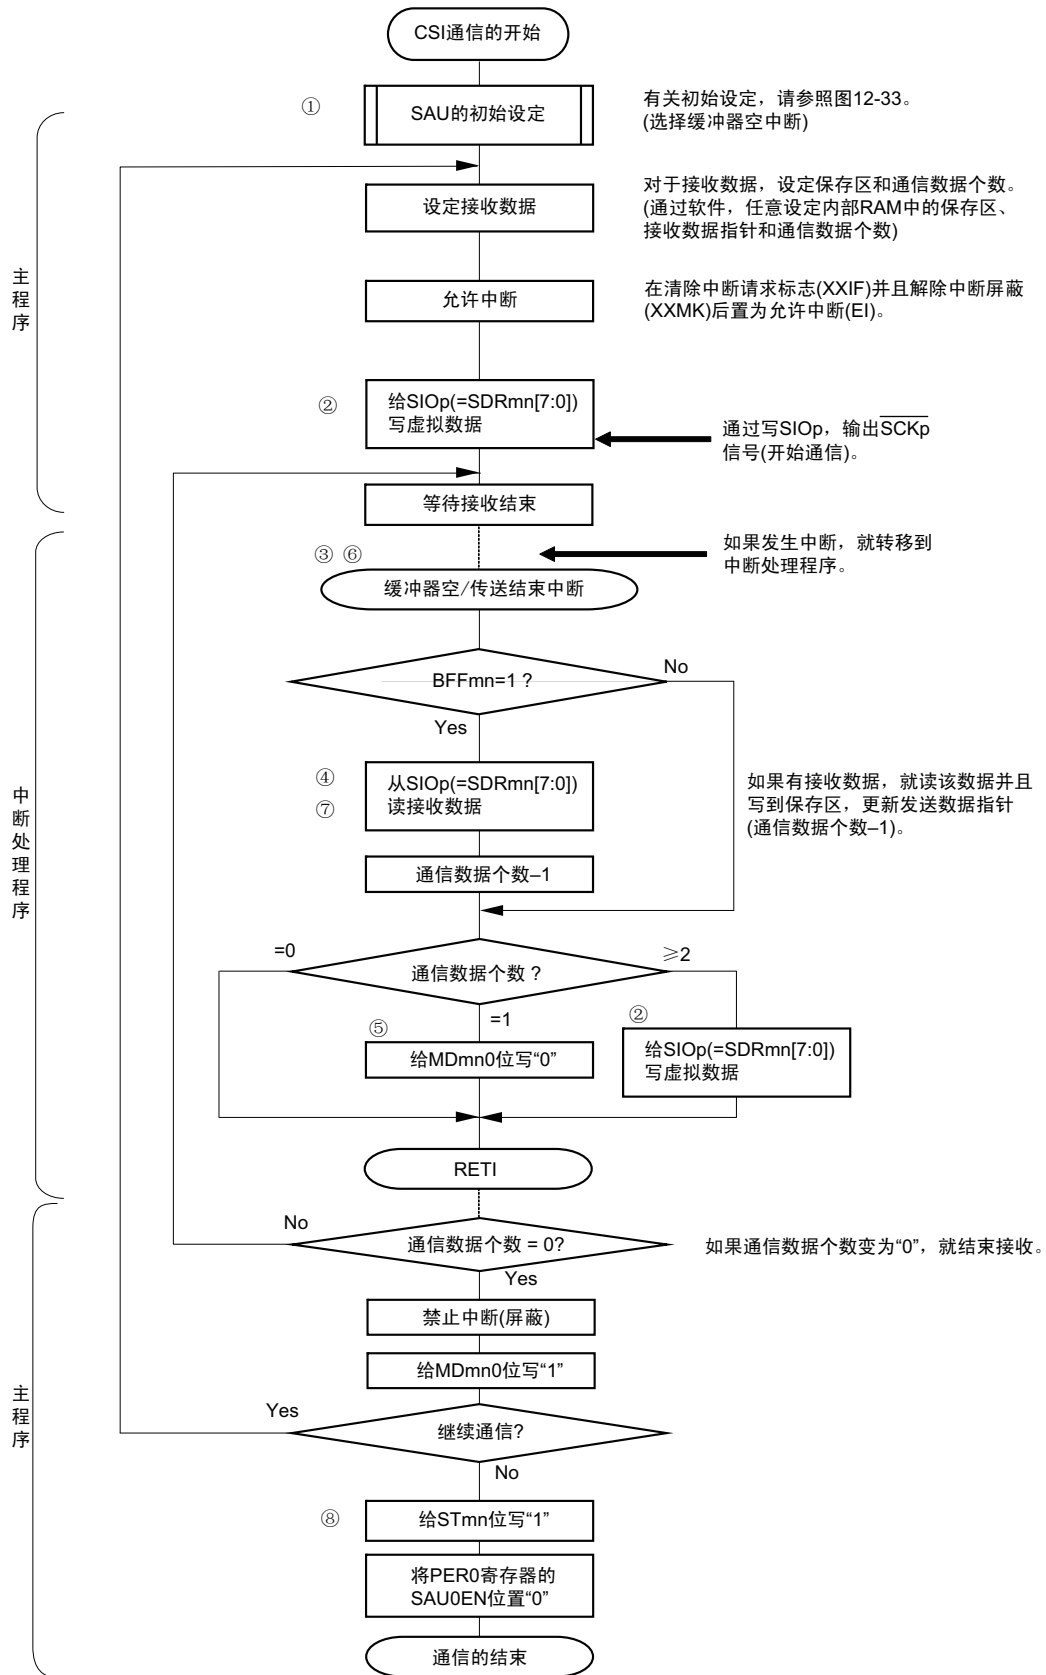 CSI通信的开始
①
SAU的初始设定
有关初始设定，请参照图12-33。
(选择缓冲器空中断)
设定接收数据
对于接收数据，设定保存区和通信数据个数。
(通过软件，任意设定内部RAM中的保存区、
接收数据指针和通信数据个数)
主程序
允许中断
在清除中断请求标志(XXIF)并且解除中断屏蔽
(XXMK)后置为允许中断(EI)。
②
给SIOp(=SDRmn[7:0])
写虚拟数据
通过写SIOp，输出SCKp
信号(开始通信)。
等待接收结束
③ ⑥
如果发生中断，就转移到
中断处理程序。
缓冲器空/传送结束中断
BFFmn=1 ?
No
Yes
④
⑦
从SIOp(=SDRmn[7:0])
读接收数据
如果有接收数据，就读该数据并且
写到保存区，更新发送数据指针
(通信数据个数–1)。
中断处理程序
通信数据个数–1
=0
通信数据个数 ?
≥2
=1
⑤
给MDmn0位写“0”
②
给SIOp(=SDRmn[7:0])
写虚拟数据
RETI
No
通信数据个数 = 0?
如果通信数据个数变为“0”，就结束接收。
Yes
禁止中断(屏蔽)
给MDmn0位写“1”
主程序
Yes
继续通信?
No
⑧
给STmn位写“1”
将PER0寄存器的
SAU0EN位置“0”
通信的结束